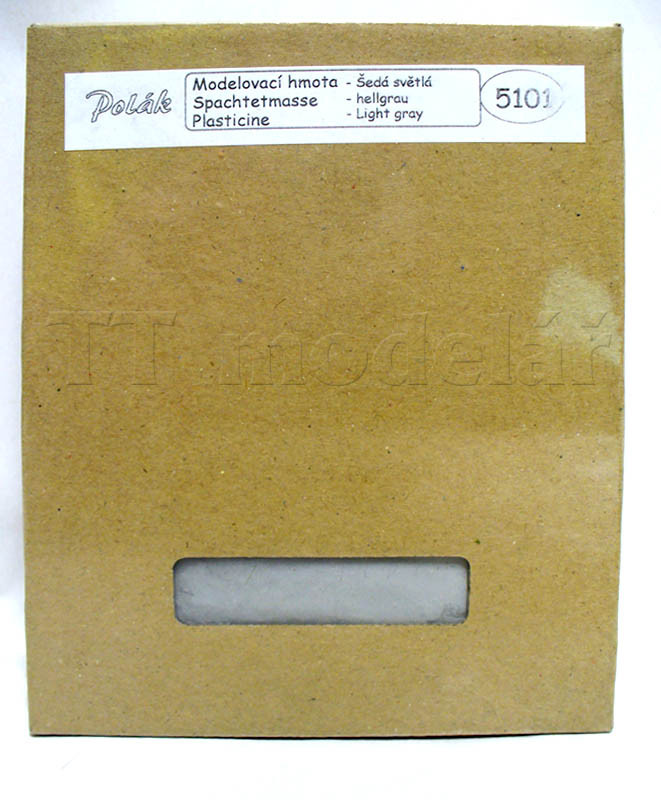 Polák
Modelovací hmota - Šedá světlá
Spachtetmasse - hellgrau
Plasticine - Light gray
5101
TT modelář